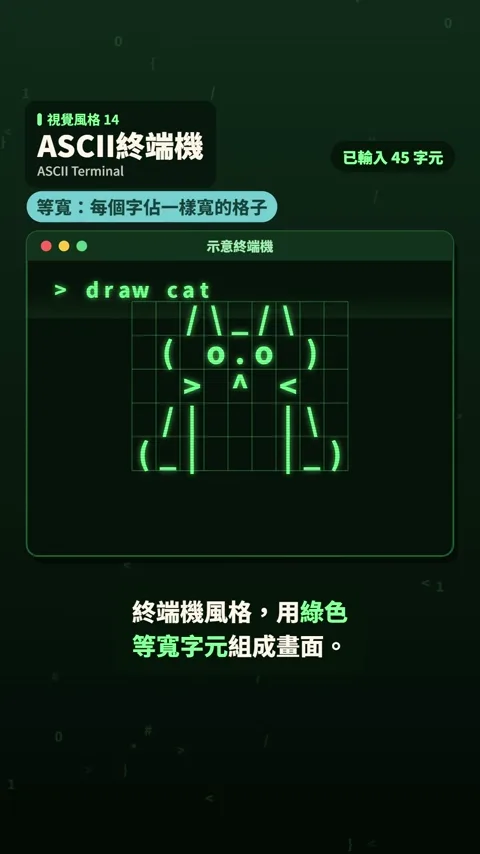 視覺風格 14
ASCII終端機
ASCII Terminal
已輸入 45 字元
等寬：每個字佔一樣寬的格子
示意終端機
> draw cat
/\_/\
( o.o )
> ^ <
/|   |\
(_|   |_)
終端機風格，用綠色
等寬字元組成畫面。